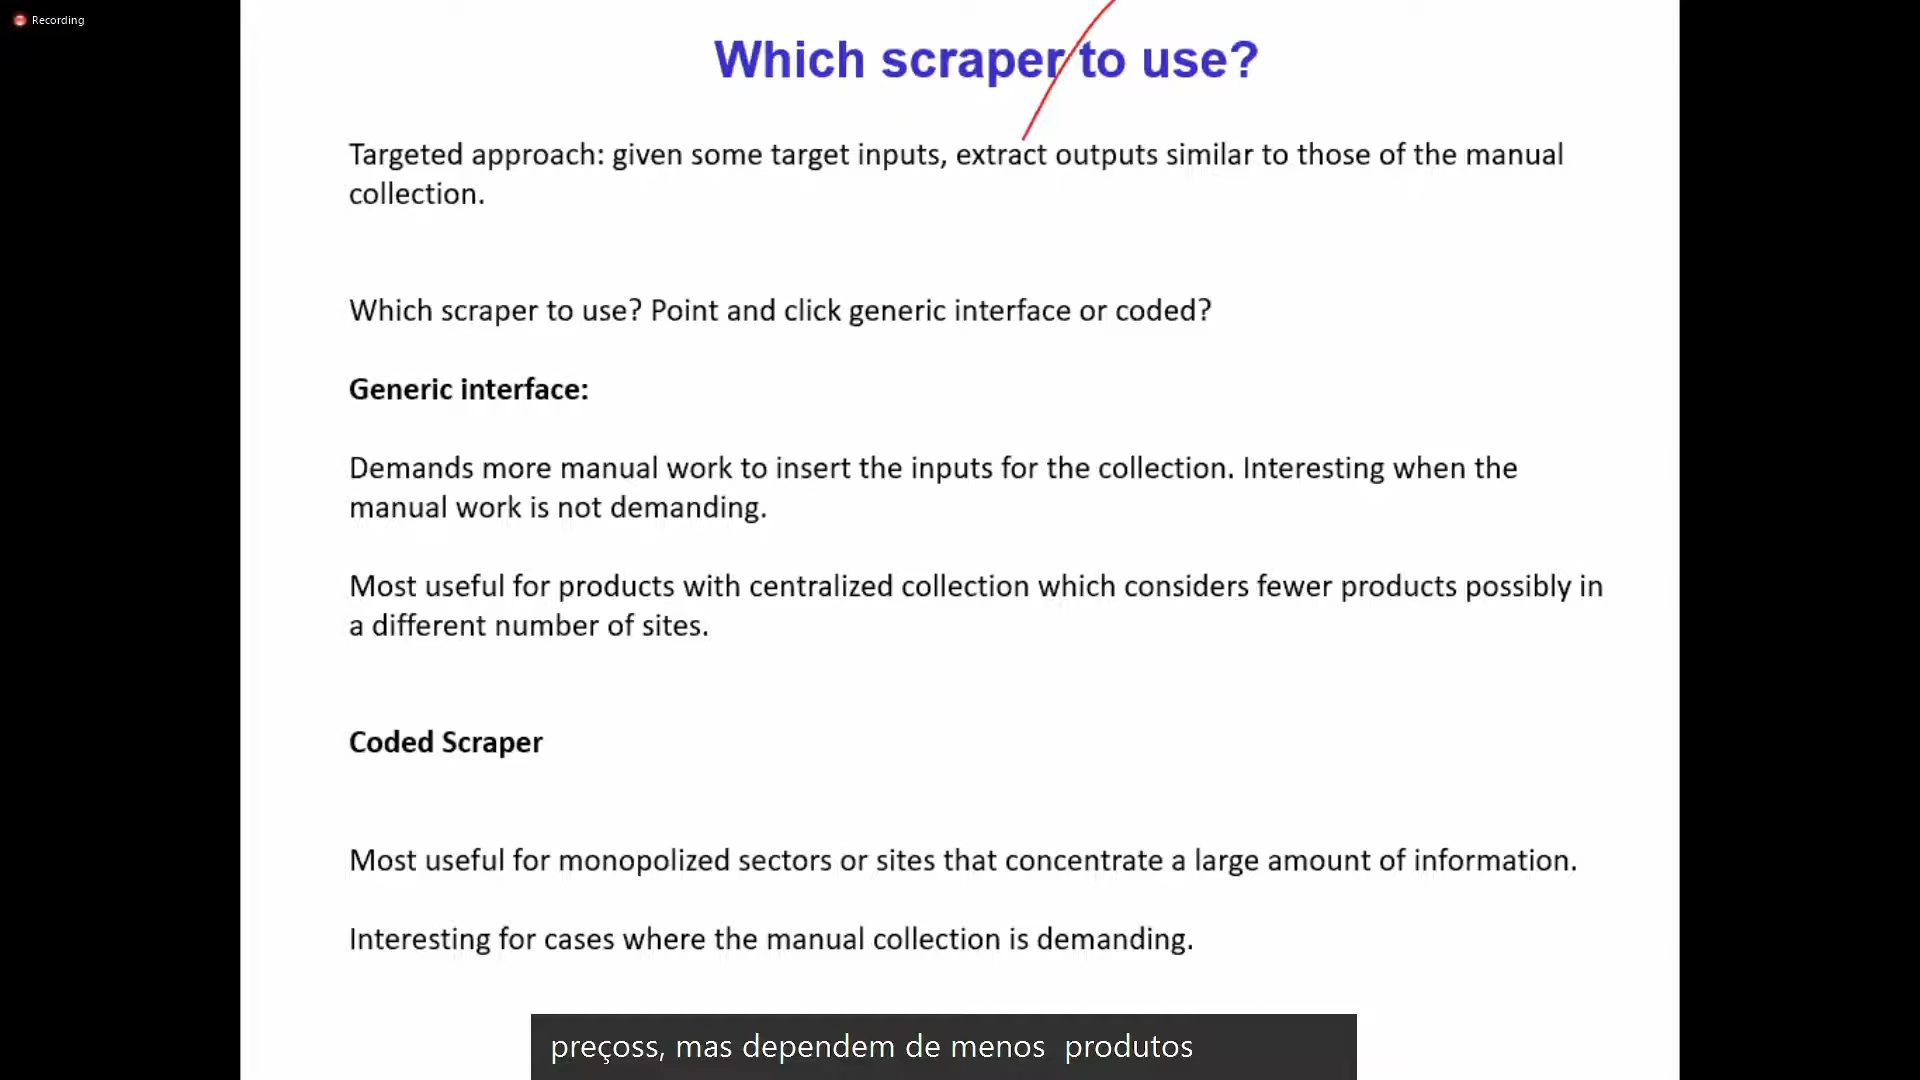 Recording
Which scraper to use?
Targeted approach: given some target inputs, extract outputs similar to those of the manual
collection.
Which scraper to use? Point and click generic interface or coded?
Generic interface:
Demands more manual work to insert the inputs for the collection. Interesting when the
manual work is not demanding.
Most useful for products with centralized collection which considers fewer products possibly in
a different number of sites.
Coded Scraper
Most useful for monopolized sectors or sites that concentrate a large amount of information.
Interesting for cases where the manual collection is demanding.
preçoss, mas dependem de menos produtos